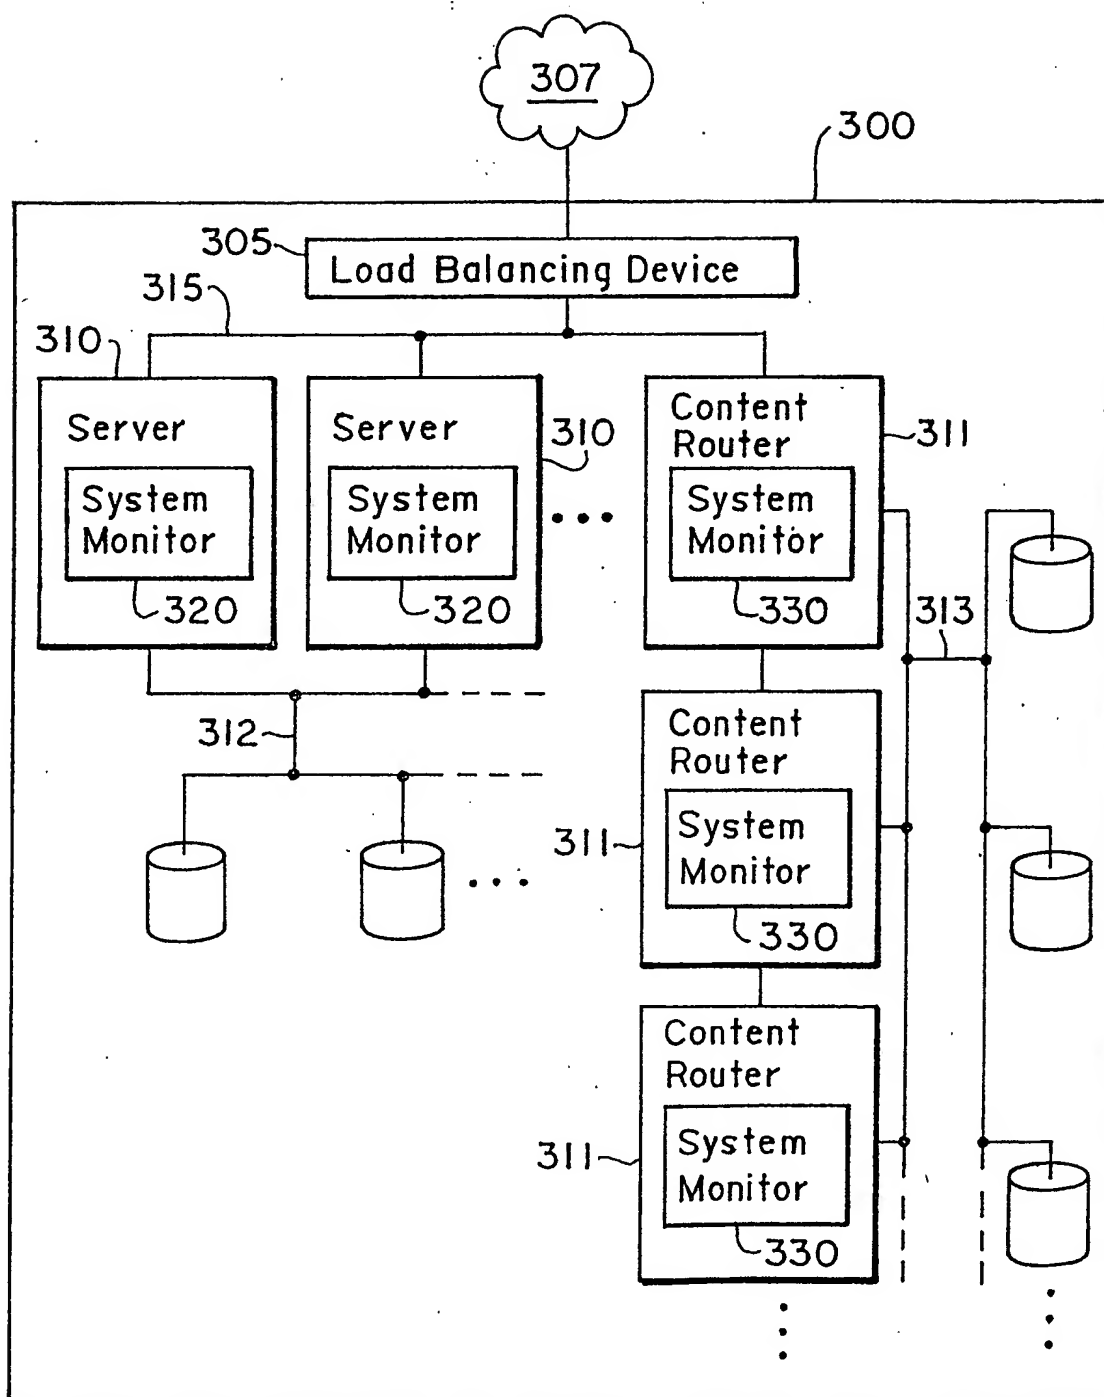 307
300
305
Load Balancing Device
315
310
Server
System
Monitor
320
Server
310
System
Monitor
320
Content
Router
311
System
Monitor
330
313
312
Content
Router
311
System
Monitor
330
Content
Router
311
System
Monitor
330